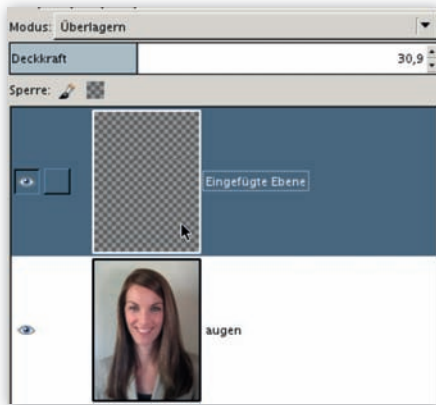 Modus: Überlagern
Deckkraft 30,9
Sperre:
Eingefügte Ebene
augen